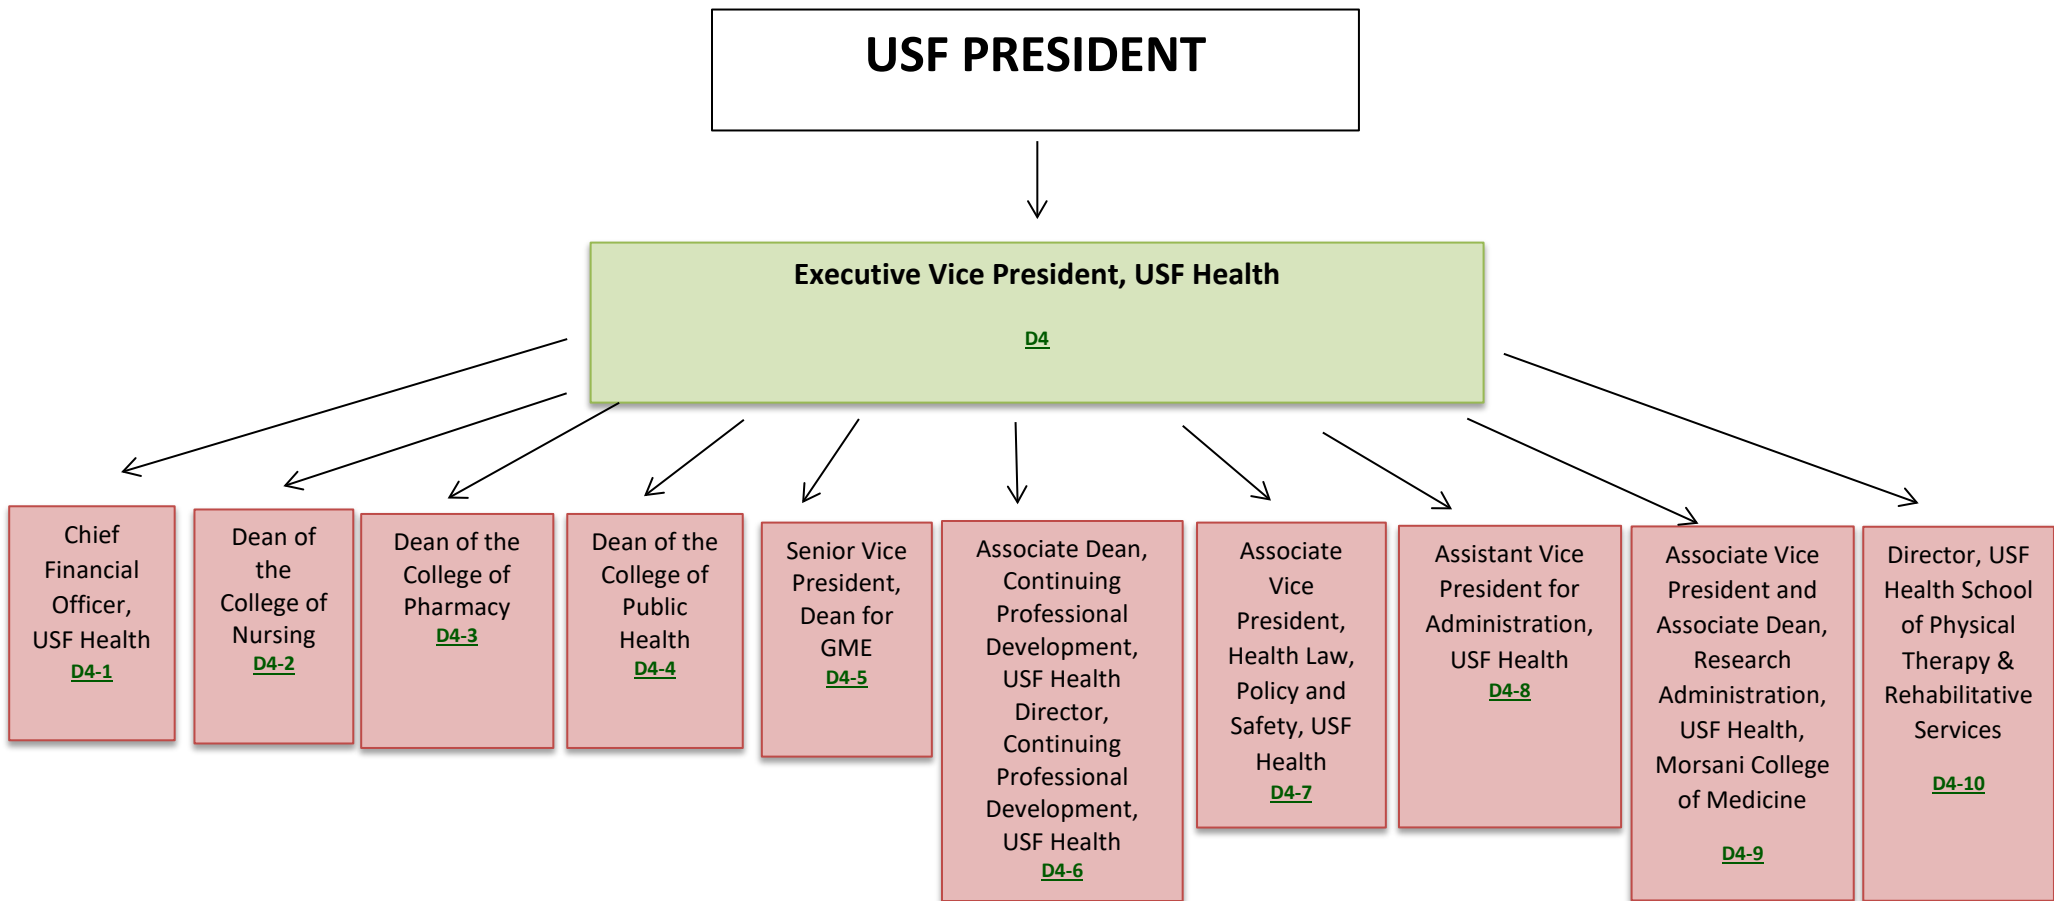 USF PRESIDENT
Executive Vice President, USF Health
D4
Chief
Financial
Officer,
USF Health
D4-1
Dean of
the
College of
Nursing
D4-2
Dean of the
College of
Pharmacy
D4-3
Dean of the
College of
Public
Health
D4-4
Senior Vice
President,
Dean for
GME
D4-5
Associate Dean,
Continuing
Professional
Development,
USF Health
Director,
Continuing
Professional
Development,
USF Health
D4-6
Associate
Vice
President,
Health Law,
Policy and
Safety, USF
Health
D4-7
Assistant Vice
President for
Administration,
USF Health
D4-8
Associate Vice
President and
Associate Dean,
Research
Administration,
USF Health,
Morsani College
of Medicine
D4-9
Director, USF
Health School
of Physical
Therapy &
Rehabilitative
Services
D4-10